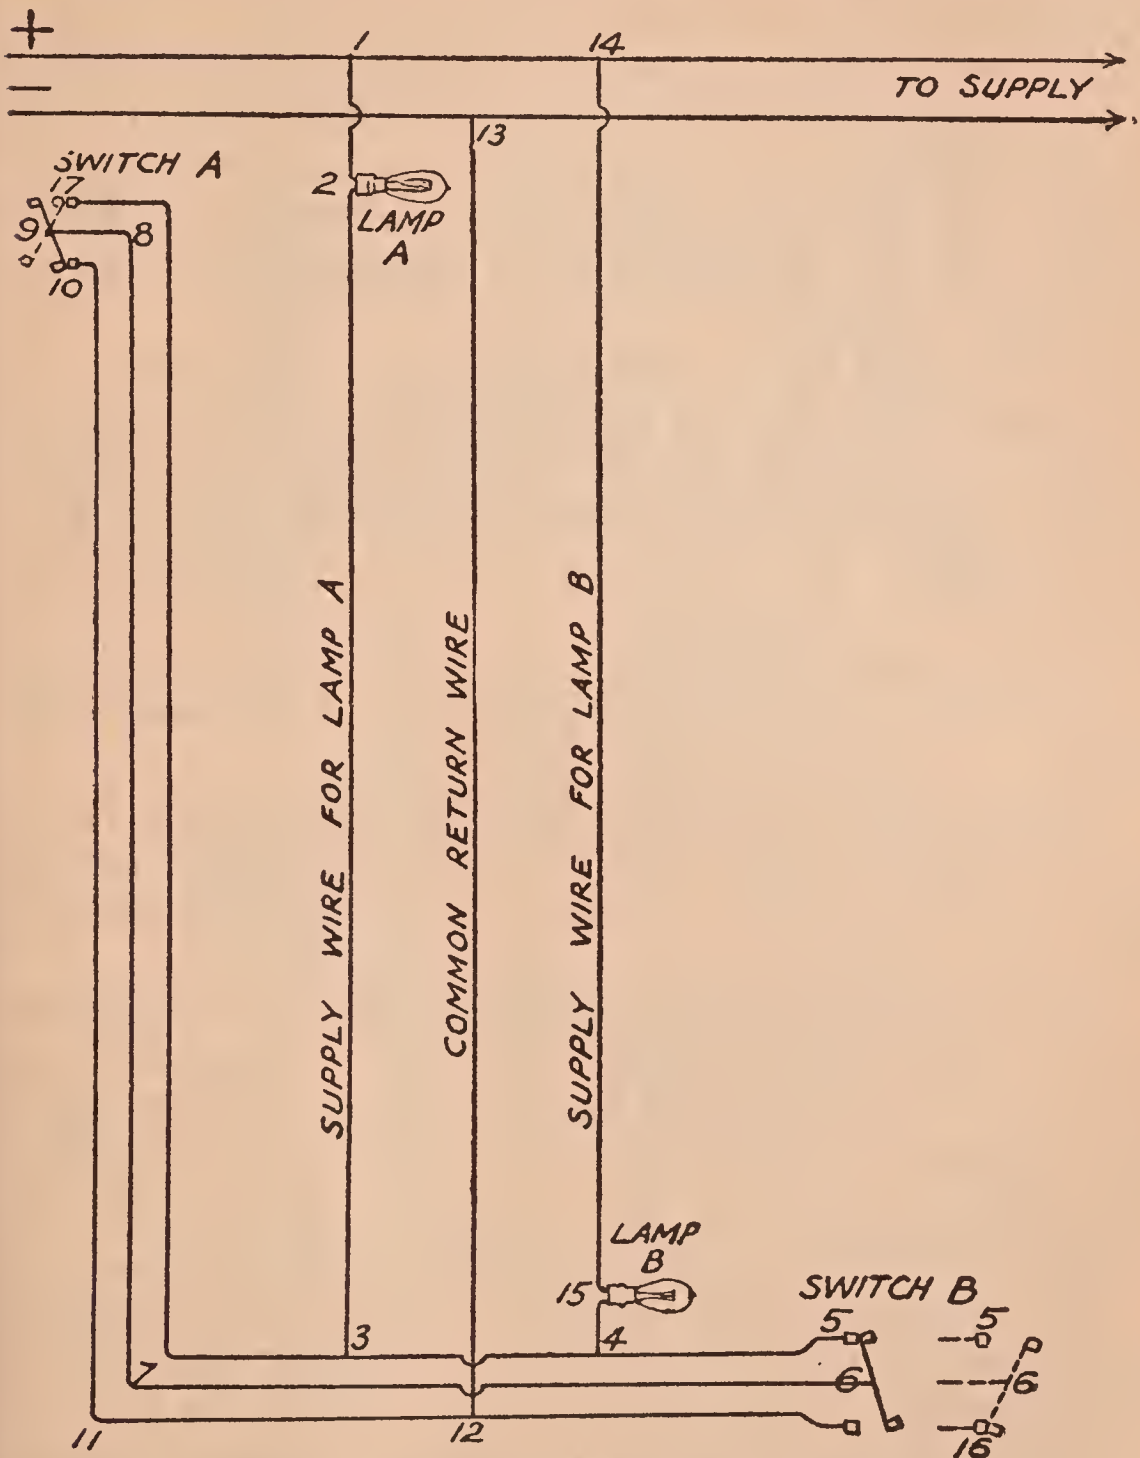 +
1
14
TO SUPPLY
—
13
SWITCH A
17
2
LAMP
A
9
8
10
SUPPLY WIRE FOR LAMP A
COMMON RETURN WIRE
SUPPLY WIRE FOR LAMP B
LAMP
B
15
SWITCH B
5
5
3
4
7
6
6
11
12
16